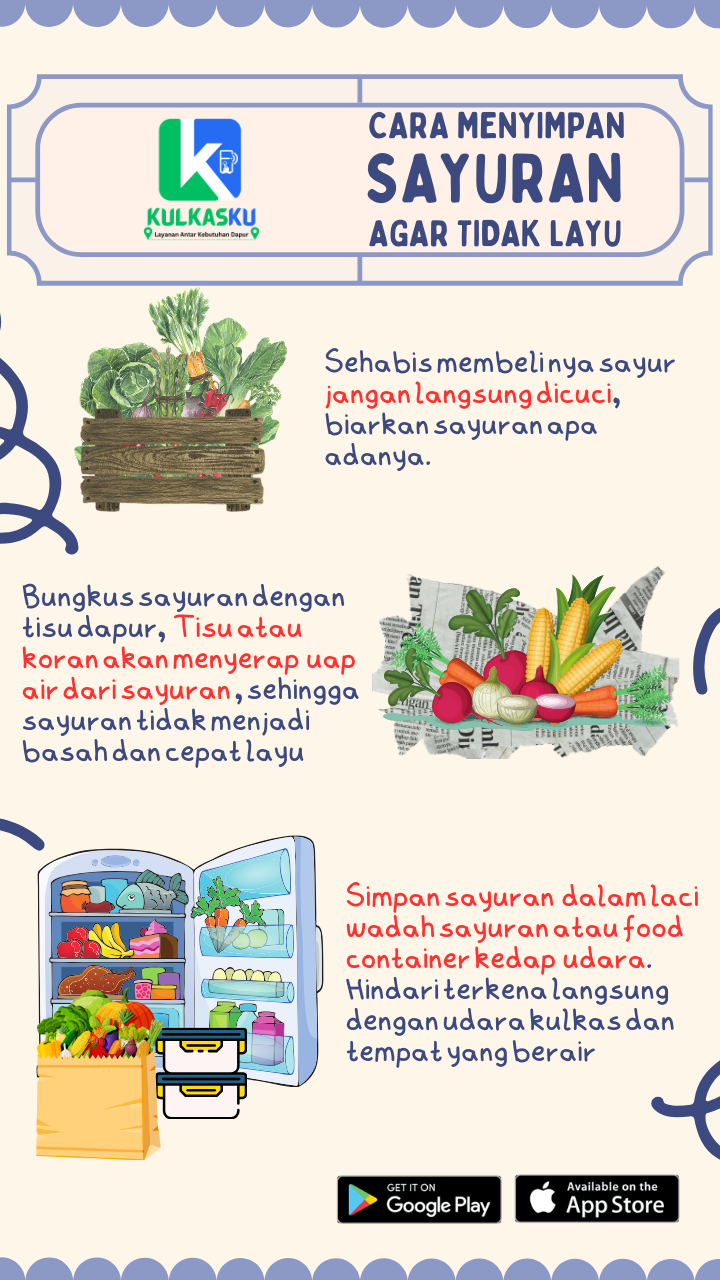 KULKASKU
Layanan Antar Kebutuhan Dapur
CARA MENYIMPAN
SAYURAN
AGAR TIDAK LAYU
Sehabis membelinya sayur
jangan langsung dicuci,
biarkan sayuran apa
adanya.
Bungkus sayuran dengan
tisu dapur, Tisu atau
koran akan menyerap uap
air dari sayuran, sehingga
sayuran tidak menjadi
basah dan cepat layu
Simpan sayuran dalam laci
wadah sayuran atau food
container kedap udara.
Hindari terkena langsung
dengan udara kulkas dan
tempat yang berair
GET IT ON
Google Play
Available on the
App Store